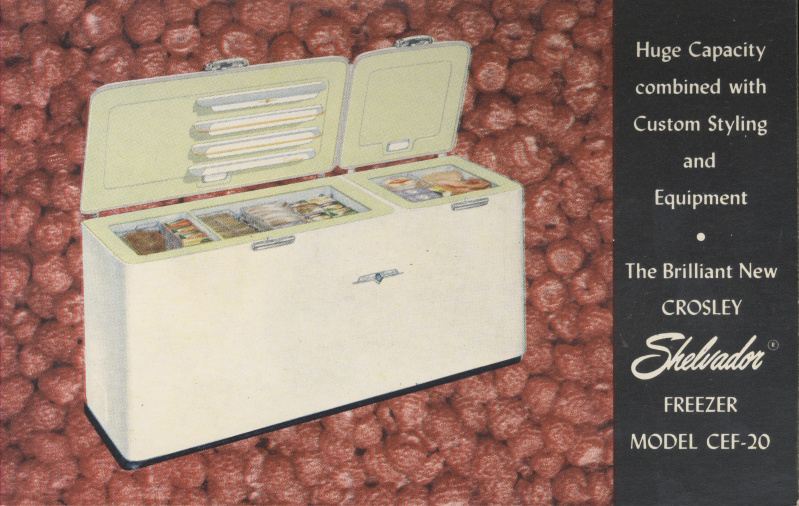 Huge Capacity
combined with
Custom Styling
and
Equipment
•
The Brilliant New
CROSLEY
Shelvador®
FREEZER
MODEL CEF-20